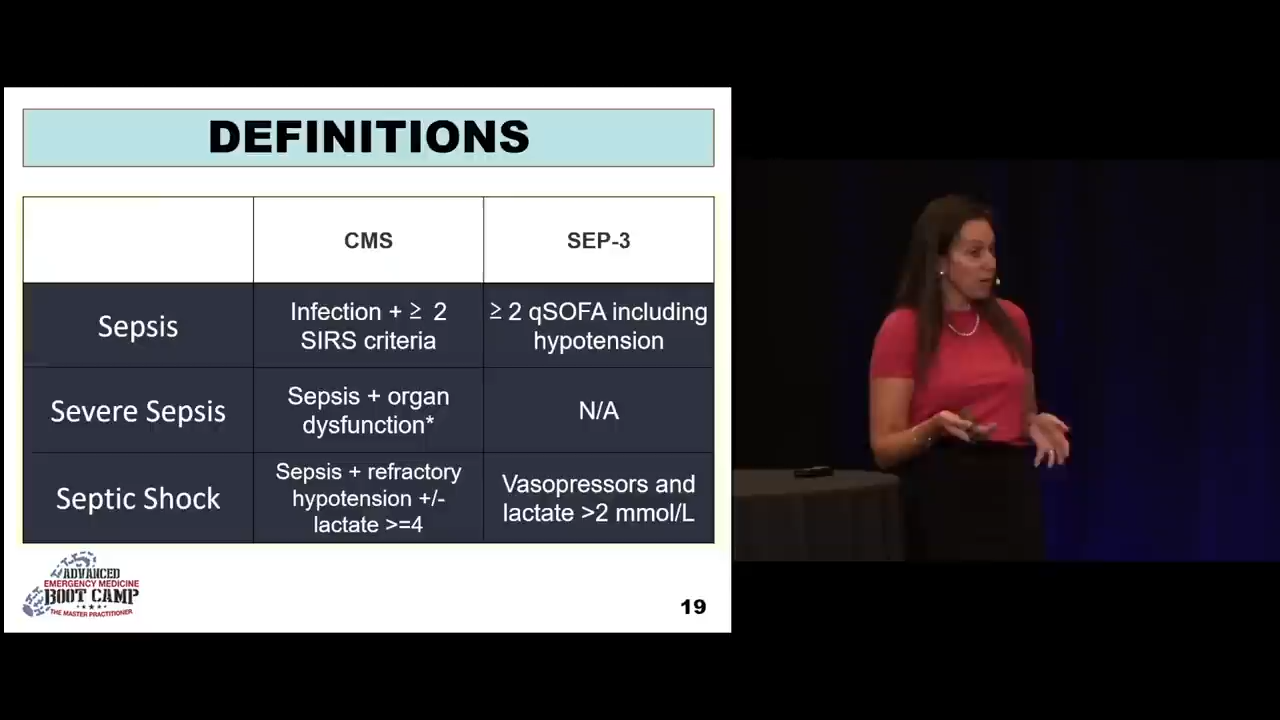 DEFINITIONS
CMS
SEP-3
Sepsis
Infection + ≥ 2
SIRS criteria
≥ 2 qSOFA including
hypotension
Severe Sepsis
Sepsis + organ
dysfunction*
N/A
Septic Shock
Sepsis + refractory
hypotension +/-
lactate >=4
Vasopressors and
lactate >2 mmol/L
ADVANCED
EMERGENCY MEDICINE
BOOT CAMP
THE MASTER PRACTITIONER
19